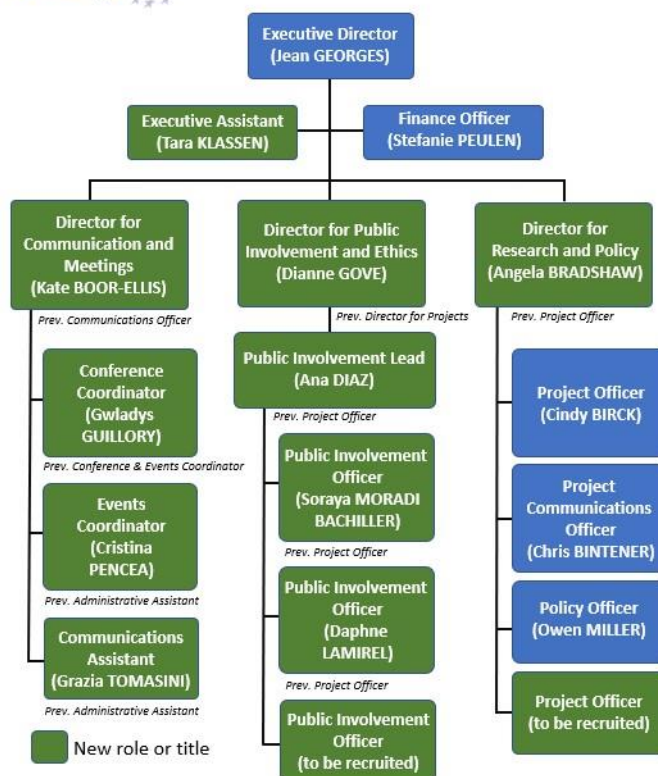 Executive Director
(Jean GEORGES)
Executive Assistant
(Tara KLASSEN)
Finance Officer
(Stefanie PEULEN)
Director for
Communication and
Meetings
(Kate BOOR-ELLIS)
Prev. Communications Officer
Conference
Coordinator
(Gwladys
GUILLORY)
Prev. Conference & Events Coordinator
Events
Coordinator
(Cristina
PENCEA)
Prev. Administrative Assistant
Communications
Assistant
(Grazia TOMASINI)
Prev. Administrative Assistant
Director for Public
Involvement and Ethics
(Dianne GOVE)
Prev. Director for Projects
Public Involvement Lead
(Ana DIAZ)
Prev. Project Officer
Public Involvement
Officer
(Soraya MORADI
BACHILLER)
Prev. Project Officer
Public Involvement
Officer
(Daphne
LAMIREL)
Prev. Project Officer
Public Involvement
Officer
(to be recruited)
Director for
Research and Policy
(Angela BRADSHAW)
Prev. Project Officer
Project Officer
(Cindy BIRCK)
Project
Communications
Officer
(Chris BINTENER)
Policy Officer
(Owen MILLER)
Project Officer
(to be recruited)
New role or title